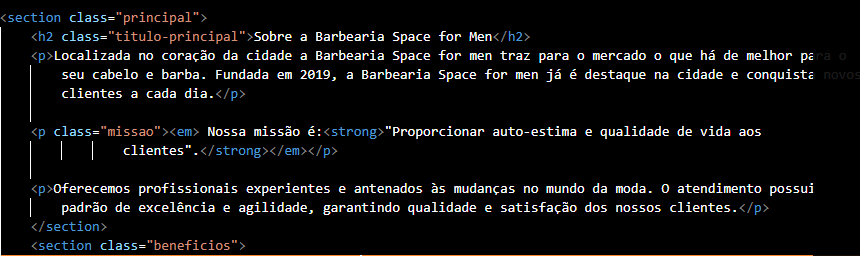 <section class="principal">
<h2 class="titulo-principal">Sobre a Barbearia Space for Men</h2>
<p>Localizada no coração da cidade a Barbearia Space for men traz para o mercado o que há de melhor para o
seu cabelo e barba. Fundada em 2019, a Barbearia Space for men já é destaque na cidade e conquista novos
clientes a cada dia.</p>
<p class="missao"><em> Nossa missão é:<strong>"Proporcionar auto-estima e qualidade de vida aos
clientes".</strong></em></p>
<p>Oferecemos profissionais experientes e antenados às mudanças no mundo da moda. O atendimento possui
padrão de excelência e agilidade, garantindo qualidade e satisfação dos nossos clientes.</p>
</section>
<section class="beneficios">